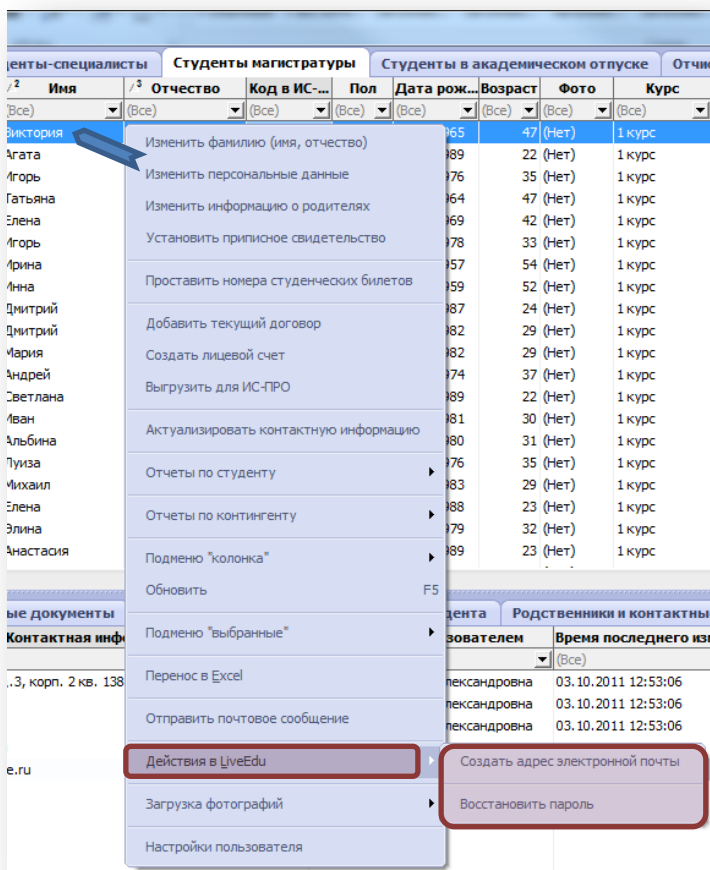 денты-специалисты Студенты магистратуры Студенты в академическом отпуске Отчис
2 Имя 3 Отчество Код в ИС-... Пол Дата рож... Возраст Фото Курс
(Все) (Все) (Все) (Все) (Все) (Все) (Все) (Все)
Виктория 965 47 (Нет) 1 курс
Агата 989 22 (Нет) 1 курс
Игорь 976 35 (Нет) 1 курс
Татьяна 964 47 (Нет) 1 курс
Елена 969 42 (Нет) 1 курс
Игорь 978 33 (Нет) 1 курс
Ирина 957 54 (Нет) 1 курс
Инна 959 52 (Нет) 1 курс
Дмитрий 987 24 (Нет) 1 курс
Дмитрий 982 29 (Нет) 1 курс
Мария 982 29 (Нет) 1 курс
Андрей 974 37 (Нет) 1 курс
Светлана 989 22 (Нет) 1 курс
Иван 981 30 (Нет) 1 курс
Альбина 980 31 (Нет) 1 курс
Луиза 976 35 (Нет) 1 курс
Михаил 983 29 (Нет) 1 курс
Елена 988 23 (Нет) 1 курс
Элина 979 32 (Нет) 1 курс
Анастасия 989 23 (Нет) 1 курс
Изменить фамилию (имя, отчество)
Изменить персональные данные
Изменить информацию о родителях
Установить приписное свидетельство
Проставить номера студенческих билетов
Добавить текущий договор
Создать лицевой счет
Выгрузить для ИС-ПРО
Актуализировать контактную информацию
Отчеты по студенту
Отчеты по контингенту
Подменю "колонка"
Обновить F5
Подменю "выбранные"
Перенос в Excel
Отправить почтовое сообщение
Действия в LiveEdu
Загрузка фотографий
Настройки пользователя
Создать адрес электронной почты
Восстановить пароль
ые документы дента Родственники и контактны
Контактная инфо зователем Время последнего изм
(Все)
.3, корп. 2 кв. 138 лександровна 03.10.2011 12:53:06
лександровна 03.10.2011 12:53:06
лександровна 03.10.2011 12:53:06
e.ru